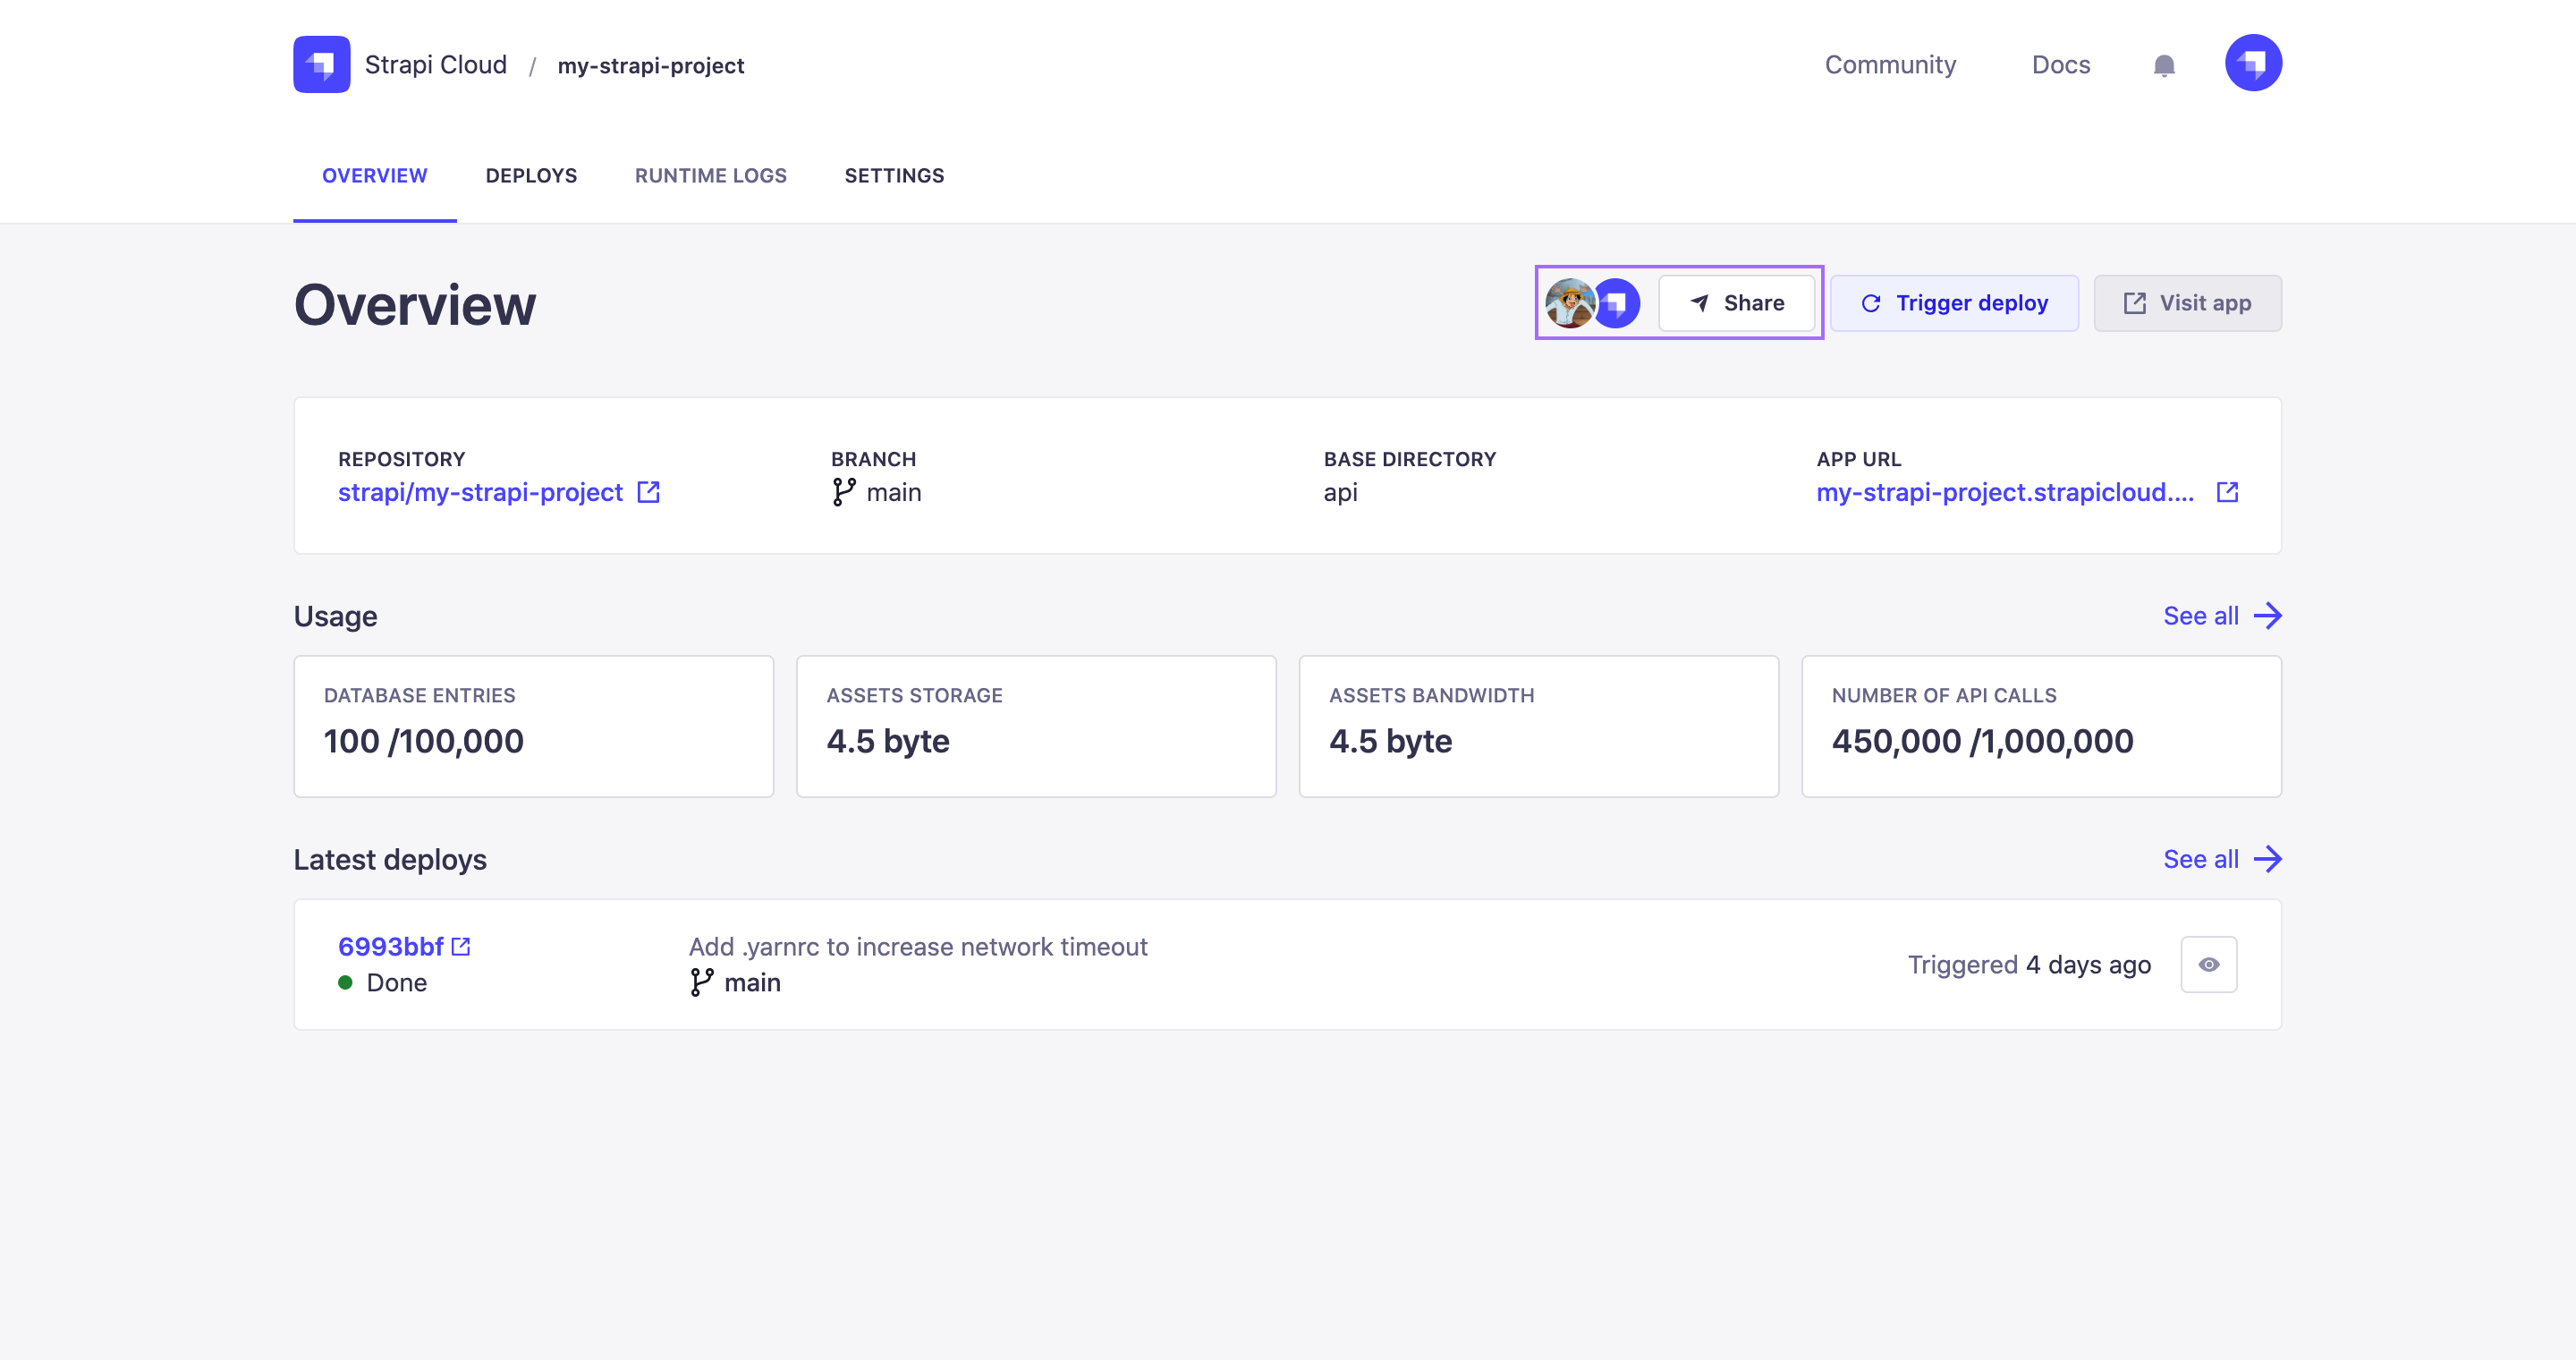 Strapi Cloud / my-strapi-project
Community
Docs
OVERVIEW
DEPLOYS
RUNTIME LOGS
SETTINGS
Overview
Share
Trigger deploy
Visit app
REPOSITORY
strapi/my-strapi-project
BRANCH
main
BASE DIRECTORY
api
APP URL
my-strapi-project.strapicloud....
Usage
See all
DATABASE ENTRIES
100 /100,000
ASSETS STORAGE
4.5 byte
ASSETS BANDWIDTH
4.5 byte
NUMBER OF API CALLS
450,000 /1,000,000
Latest deploys
See all
6993bbf
Done
Add .yarnrc to increase network timeout
main
Triggered 4 days ago